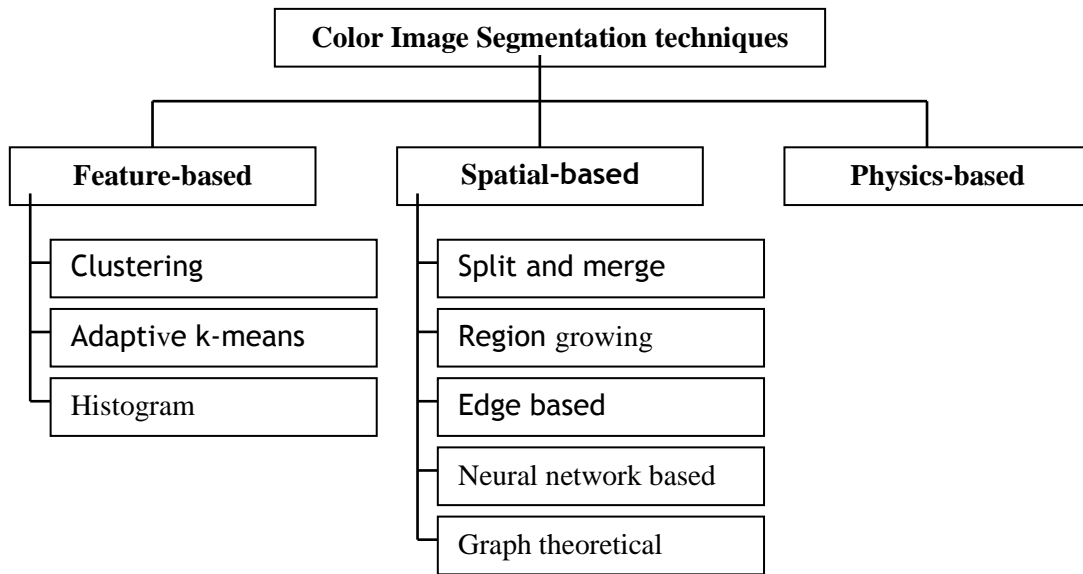 Color Image Segmentation techniques
Feature-based
Spatial-based
Physics-based
Clustering
Adaptive k-means
Histogram
Split and merge
Region growing
Edge based
Neural network based
Graph theoretical